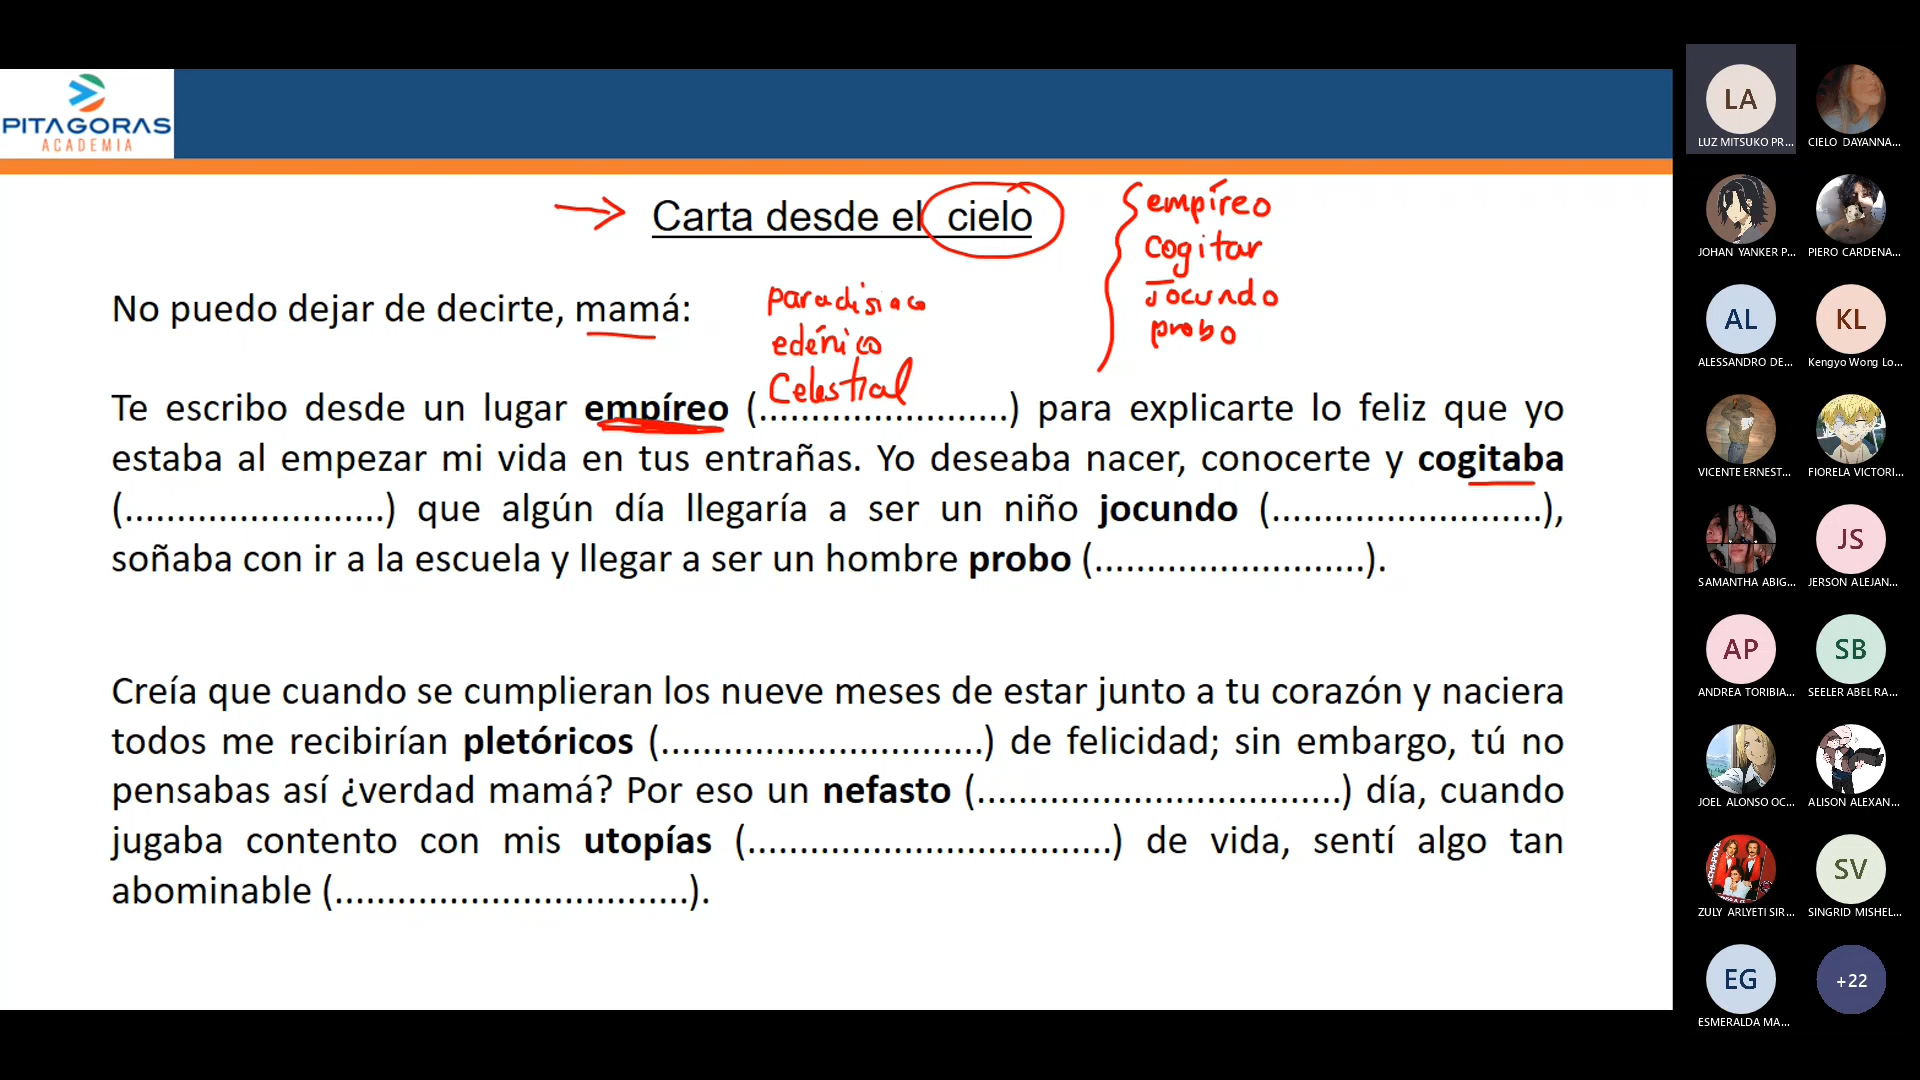 PITAGORAS
ACADEMIA
Carta desde el cielo
empíreo
cogitar
Jocundo
probo
No puedo dejar de decirte, mamá:
paradisiaco
edénico
Celestial
Te escribo desde un lugar empíreo (........................) para explicarte lo feliz que yo
estaba al empezar mi vida en tus entrañas. Yo deseaba nacer, conocerte y cogitaba
(.........................) que algún día llegaría a ser un niño jocundo (..........................),
soñaba con ir a la escuela y llegar a ser un hombre probo (..........................).
Creía que cuando se cumplieran los nueve meses de estar junto a tu corazón y naciera
todos me recibirían pletóricos (...............................) de felicidad; sin embargo, tú no
pensabas así ¿verdad mamá? Por eso un nefasto (...................................) día, cuando
jugaba contento con mis utopías (...................................) de vida, sentí algo tan
abominable (..................................).
LA
LUZ MITSUKO PR...
CIELO DAYANNA...
JOHAN YANKER P...
PIERO CARDENA...
AL
ALESSANDRO DE...
KL
Kengyo Wong Lo...
VICENTE ERNEST...
FIORELA VICTORI...
SAMANTHA ABIG...
JS
JERSON ALEJAN...
AP
ANDREA TORIBIA...
SB
SEELER ABEL RA...
JOEL ALONSO OC...
ALISON ALEXAN...
ZULY ARLYETI SIR...
SV
SINGRID MISHEL...
EG
ESMERALDA MA...
+22